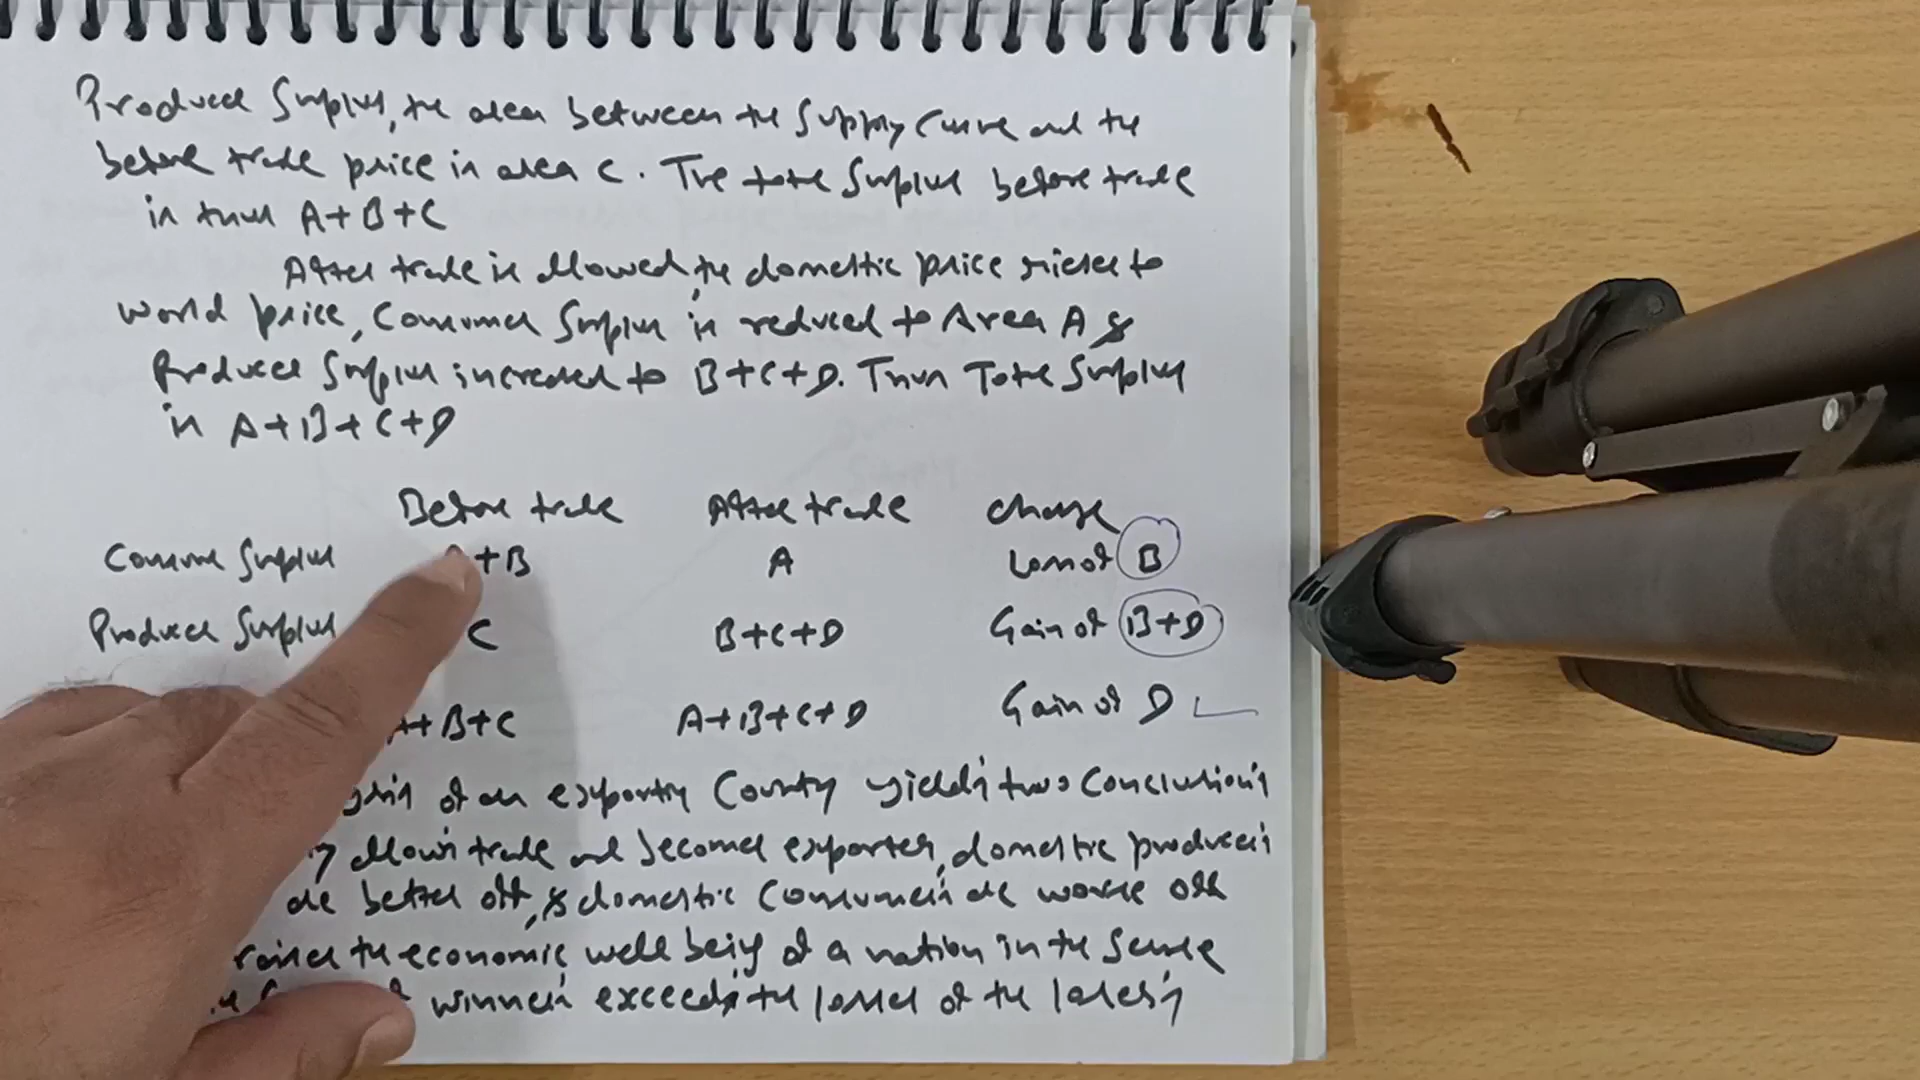 Producer Surplus, the area between the Supply Curve and the
before trade price is area C. The total Surplus before trade
is thus A+B+C
After trade is allowed, the domestic price rises to
world price, Consumer Surplus is reduced to Area A &
Producer Surplus increased to B+C+D. Thus Total Surplus
is A+B+C+D
Before trade After trade Change
Consume Surplus +B A Loss of B
Producer Surplus C B+C+D Gain of B+D
A+B+C A+B+C+D Gain of D
of an exporting County yields two Conclusion's
allows trade and becomes exporter, domestic producers
are better off, & domestic Consumers are worse off
raises the economic well being of a nation in the Sense
winners exceeds the losses of the losers